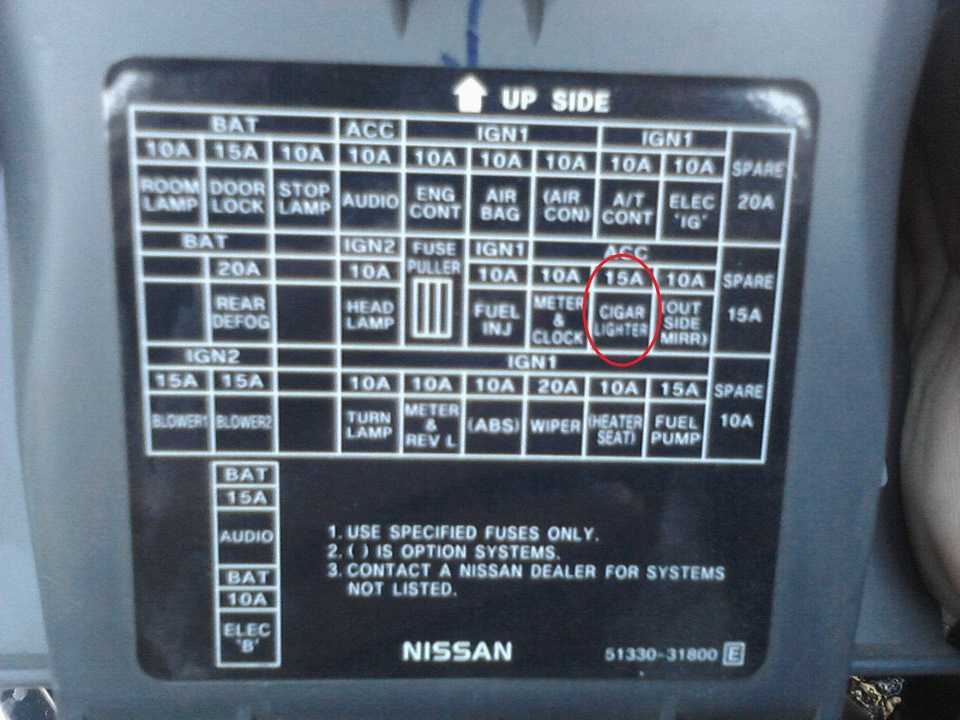 UP SIDE
BAT ACC IGN1 IGN1
10A 15A 10A 10A 10A 10A 10A 10A 10A SPARE
ROOM DOOR STOP AUDIO ENG AIR (AIR A/T ELEC 20A
LAMP LOCK LAMP CONT BAG CON) CONT "IG"
BAT IGN2 FUSE IGN1 ACC
20A 10A PULLER 10A 10A 15A 10A SPARE
REAR HEAD FUEL METER CIGAR (OUT 15A
DEFOG LAMP INJ & LIGHTER SIDE
CLOCK MIRR)
IGN2 IGN1
15A 15A 10A 10A 10A 20A 10A 15A SPARE
BLOWER1 BLOWER2 TURN METER (ABS) WIPER (HEATER FUEL 10A
LAMP & SEAT) PUMP
REV L
BAT
15A
AUDIO
BAT
10A
ELEC
"B"
1. USE SPECIFIED FUSES ONLY.
2. ( ) IS OPTION SYSTEMS.
3. CONTACT A NISSAN DEALER FOR SYSTEMS
NOT LISTED.
NISSAN 51330-31800 E